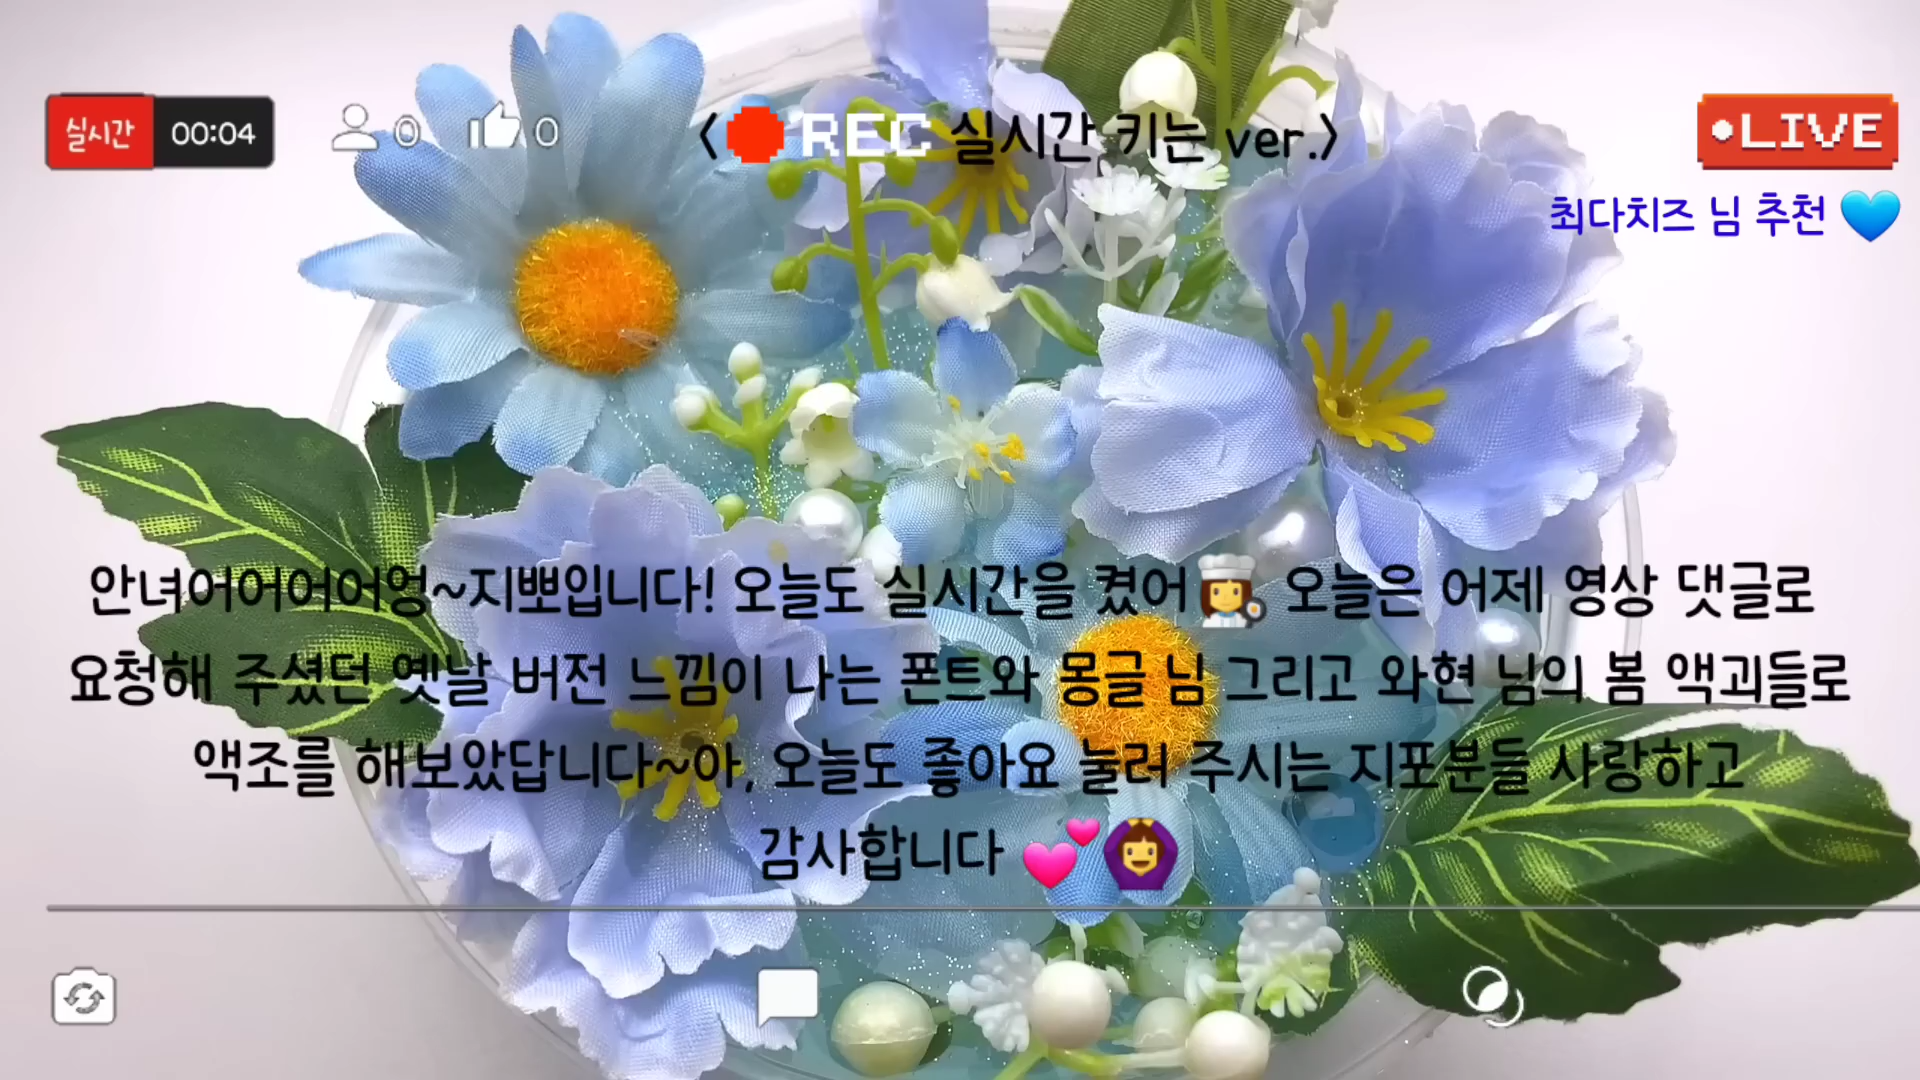 실시간 00:04 0 0 〈🔴REC 실시간 키는 ver.〉 •LIVE
최다치즈 님 추천 💙
안녀어어어어엉~지뽀입니다! 오늘도 실시간을 켰어👩‍🍳 오늘은 어제 영상 댓글로
요청해 주셨던 옛날 버전 느낌이 나는 폰트와 몽글 님 그리고 와현 님의 봄 액괴들로
액조를 해보았답니다~아, 오늘도 좋아요 눌러 주시는 지포분들 사랑하고
감사합니다 💕🙆‍♀️